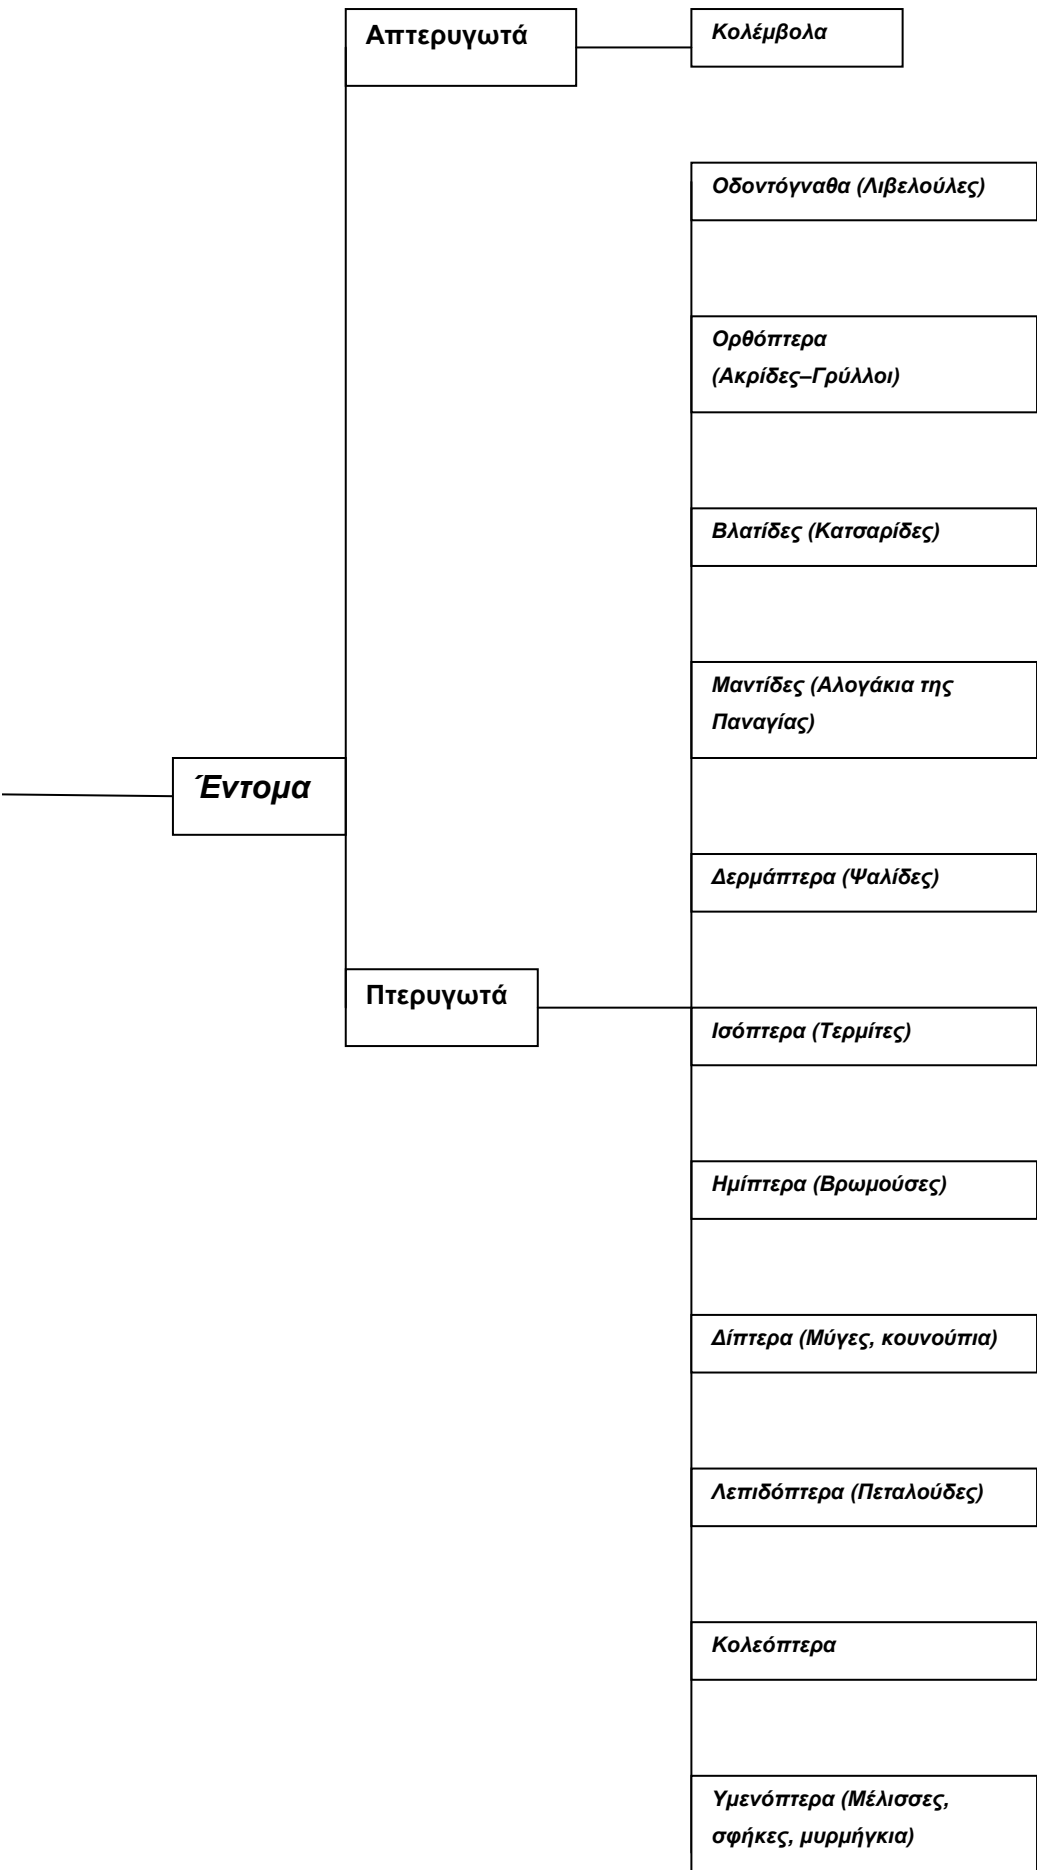 Απτερυγωτά
Κολέμβολα
Οδοντόγναθα (Λιβελούλες)
Ορθόπτερα
(Ακρίδες–Γρύλλοι)
Βλατίδες (Κατσαρίδες)
Μαντίδες (Αλογάκια της
Παναγίας)
Έντομα
Δερμάπτερα (Ψαλίδες)
Πτερυγωτά
Ισόπτερα (Τερμίτες)
Ημίπτερα (Βρωμούσες)
Δίπτερα (Μύγες, κουνούπια)
Λεπιδόπτερα (Πεταλούδες)
Κολεόπτερα
Υμενόπτερα (Μέλισσες,
σφήκες, μυρμήγκια)